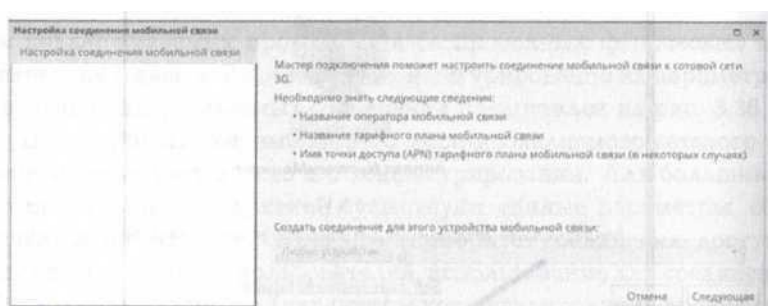 Настройка соединения мобильной связи
Настройка соединения мобильной связи
Мастер подключения поможет настроить соединение мобильной связи к сотовой сети
3G.
Необходимо знать следующие сведения:
• Название оператора мобильной связи
• Название тарифного плана мобильной связи
• Имя точки доступа (APN) тарифного плана мобильной связи (в некоторых случаях)
Создать соединение для этого устройства мобильной связи:
Отмена
Следующая